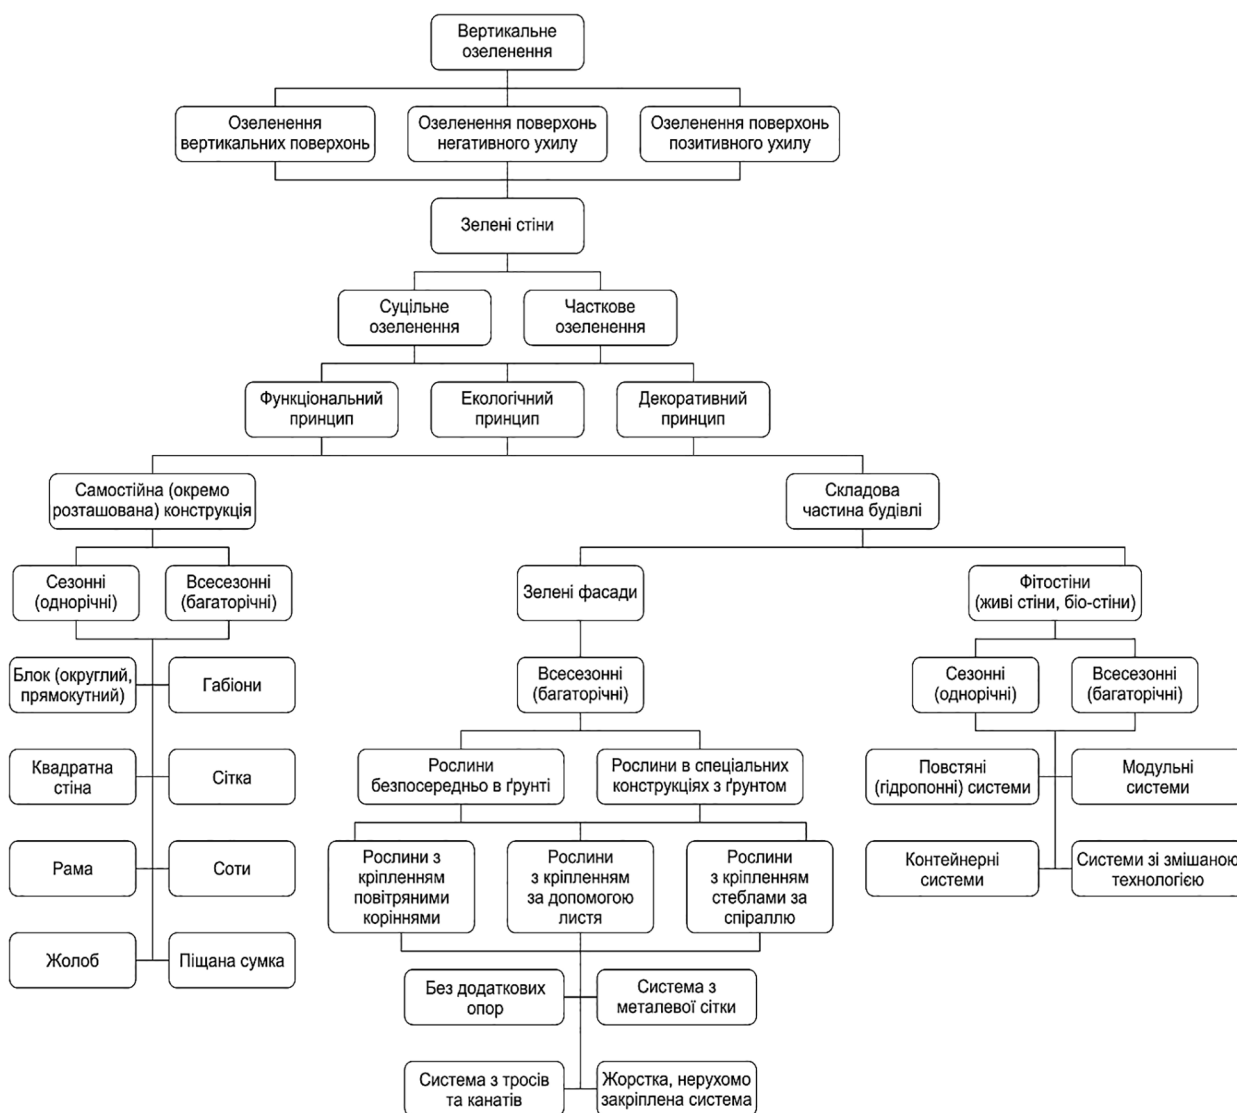 Вертикальне
озеленення
Озеленення
вертикальних поверхонь
Озеленення поверхонь
негативного ухилу
Озеленення поверхонь
позитивного ухилу
Зелені стіни
Суцільне
озеленення
Часткове
озеленення
Функціональний
принцип
Екологічний
принцип
Декоративний
принцип
Самостійна (окремо
розташована) конструкція
Складова
частина будівлі
Сезонні
(однорічні)
Всесезонні
(багаторічні)
Зелені фасади
Фітостіни
(живі стіни, біо-стіни)
Блок (округлий,
прямокутний)
Габіони
Всесезонні
(багаторічні)
Сезонні
(однорічні)
Всесезонні
(багаторічні)
Квадратна
стіна
Сітка
Рослини
безпосередньо в ґрунті
Рослини в спеціальних
конструкціях з ґрунтом
Повстяні
(гідропонні) системи
Модульні
системи
Рама
Соти
Рослини з
кріпленням
повітряними
коріннями
Рослини
з кріпленням
за допомогою
листя
Рослини
з кріпленням
стеблами за
спіраллю
Контейнерні
системи
Системи зі змішаною
технологією
Жолоб
Піщана сумка
Без додаткових
опор
Система з
металевої сітки
Система з тросів
та канатів
Жорстка, нерухомо
закріплена система